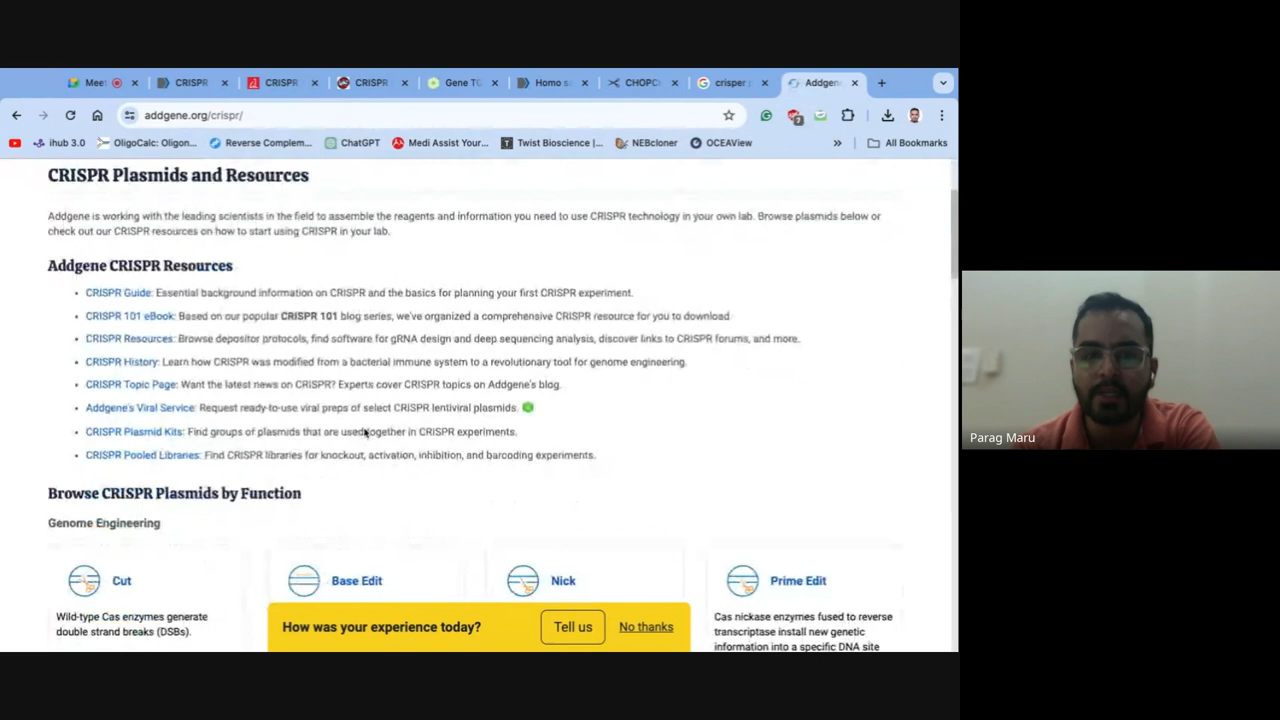 Meet
CRISPR
CRISPR
CRISPR
Gene TG
Homo s
CHOPC
crisper p
Addgene
addgene.org/crispr/
ihub 3.0
OligoCalc: Oligon...
Reverse Complem...
ChatGPT
Medi Assist Your...
Twist Bioscience |...
NEBcloner
OCEAView
»
All Bookmarks
CRISPR Plasmids and Resources
Addgene is working with the leading scientists in the field to assemble the reagents and information you need to use CRISPR technology in your own lab. Browse plasmids below or
check out our CRISPR resources on how to start using CRISPR in your lab.
Addgene CRISPR Resources
• CRISPR Guide: Essential background information on CRISPR and the basics for planning your first CRISPR experiment.
• CRISPR 101 eBook: Based on our popular CRISPR 101 blog series, we've organized a comprehensive CRISPR resource for you to download.
• CRISPR Resources: Browse depositor protocols, find software for gRNA design and deep sequencing analysis, discover links to CRISPR forums, and more.
• CRISPR History: Learn how CRISPR was modified from a bacterial immune system to a revolutionary tool for genome engineering.
• CRISPR Topic Page: Want the latest news on CRISPR? Experts cover CRISPR topics on Addgene's blog.
• Addgene's Viral Service: Request ready-to-use viral preps of select CRISPR lentiviral plasmids.
• CRISPR Plasmid Kits: Find groups of plasmids that are used together in CRISPR experiments.
• CRISPR Pooled Libraries: Find CRISPR libraries for knockout, activation, inhibition, and barcoding experiments.
Browse CRISPR Plasmids by Function
Genome Engineering
Cut
Wild-type Cas enzymes generate
double strand breaks (DSBs).
Base Edit
Nick
Prime Edit
Cas nickase enzymes fused to reverse
transcriptase install new genetic
information into a specific DNA site
How was your experience today?
Tell us
No thanks
Parag Maru